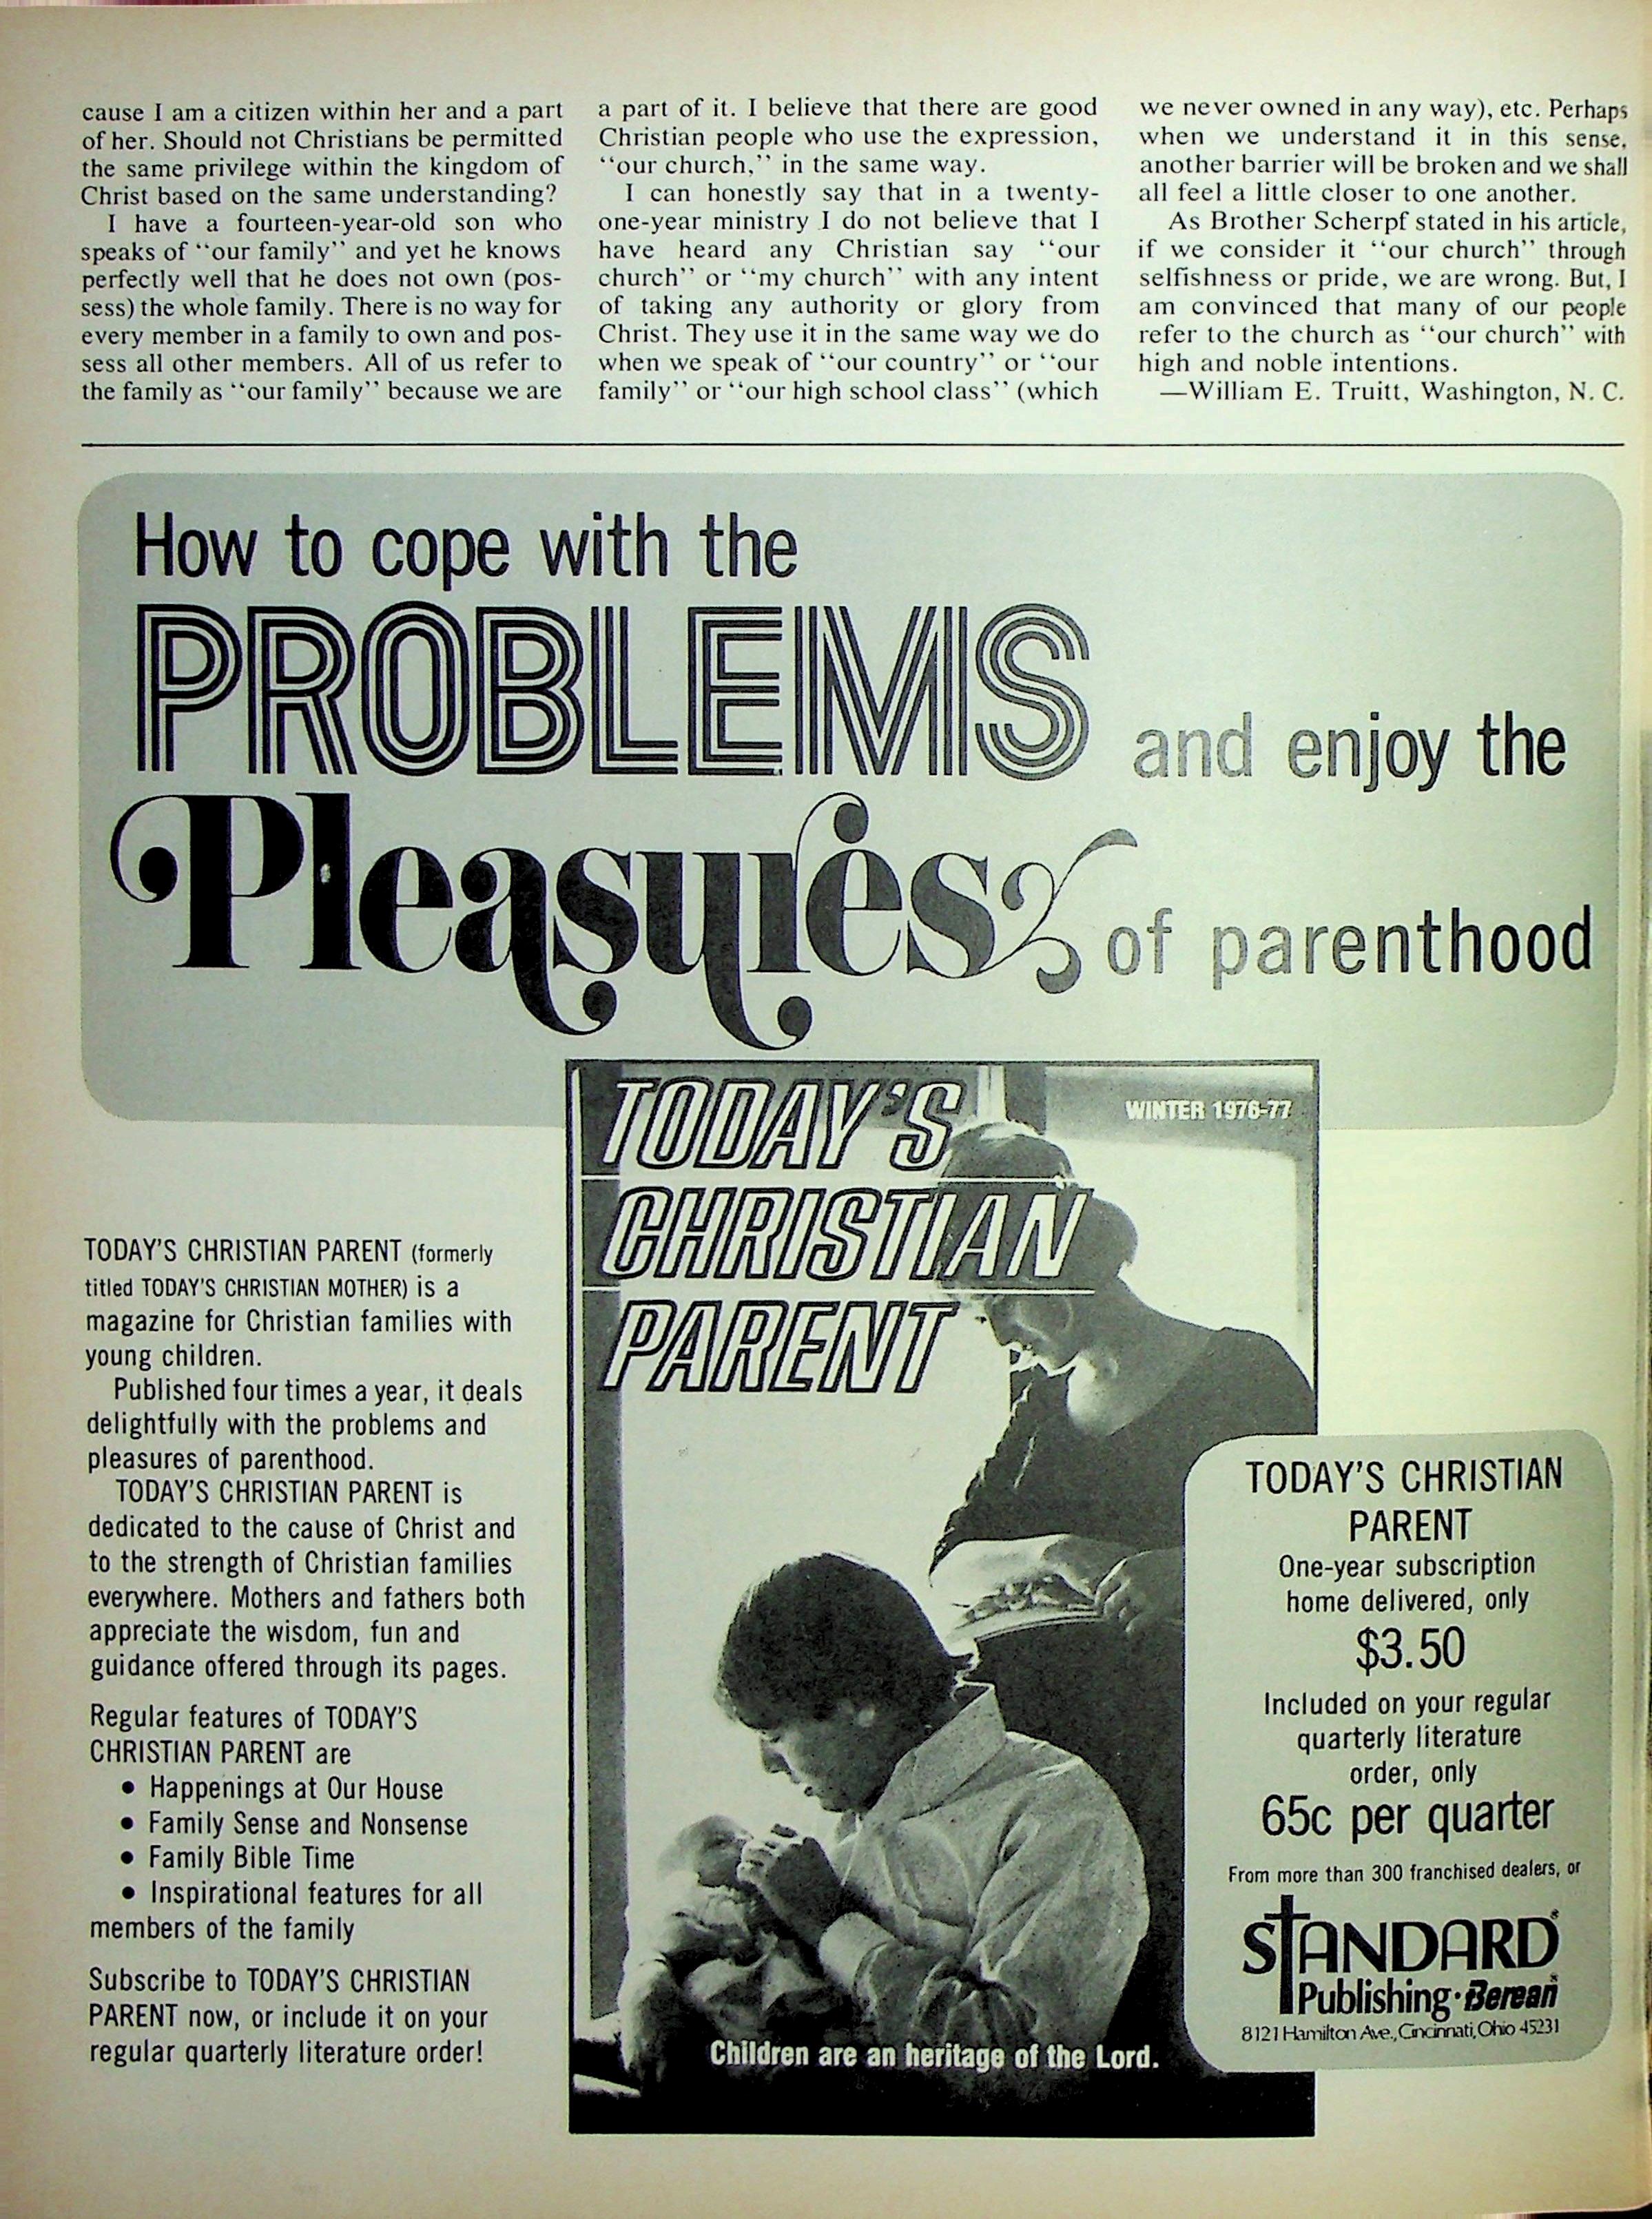 cause I am a citizen within her and a part
of her. Should not Christians be permitted
the same privilege within the kingdom of
Christ based on the same understanding?
I have a fourteen-year-old son who
speaks of “our family” and yet he knows
perfectly well that he does not own (pos-
sess) the whole family. There is no way for
every member in a family to own and pos-
sess all other members. All of us refer to
the family as “our family” because we are
a part of it. I believe that there are good
Christian people who use the expression,
“our church,” in the same way.
I can honestly say that in a twenty-
one-year ministry I do not believe that I
have heard any Christian say “our
church” or “my church” with any intent
of taking any authority or glory from
Christ. They use it in the same way we do
when we speak of “our country” or “our
family” or “our high school class” (which
we never owned in any way), etc. Perhaps
when we understand it in this sense,
another barrier will be broken and we shall
all feel a little closer to one another.
As Brother Scherpf stated in his article,
if we consider it “our church” through
selfishness or pride, we are wrong. But, I
am convinced that many of our people
refer to the church as “our church” with
high and noble intentions.
—William E. Truitt, Washington, N. C.
How to cope with the
PROBLEMS and enjoy the
Pleasures of parenthood
TODAY'S
CHRISTIAN
PARENT
WINTER 1976-77
Children are an heritage of the Lord.
TODAY'S CHRISTIAN PARENT (formerly
titled TODAY'S CHRISTIAN MOTHER) is a
magazine for Christian families with
young children.
Published four times a year, it deals
delightfully with the problems and
pleasures of parenthood.
TODAY'S CHRISTIAN PARENT is
dedicated to the cause of Christ and
to the strength of Christian families
everywhere. Mothers and fathers both
appreciate the wisdom, fun and
guidance offered through its pages.
Regular features of TODAY'S
CHRISTIAN PARENT are
• Happenings at Our House
• Family Sense and Nonsense
• Family Bible Time
• Inspirational features for all
members of the family
Subscribe to TODAY'S CHRISTIAN
PARENT now, or include it on your
regular quarterly literature order!
TODAY'S CHRISTIAN
PARENT
One-year subscription
home delivered, only
$3.50
Included on your regular
quarterly literature
order, only
65c per quarter
From more than 300 franchised dealers, or
STANDARD®
Publishing·Berean®
8121 Hamilton Ave., Cincinnati, Ohio 45231